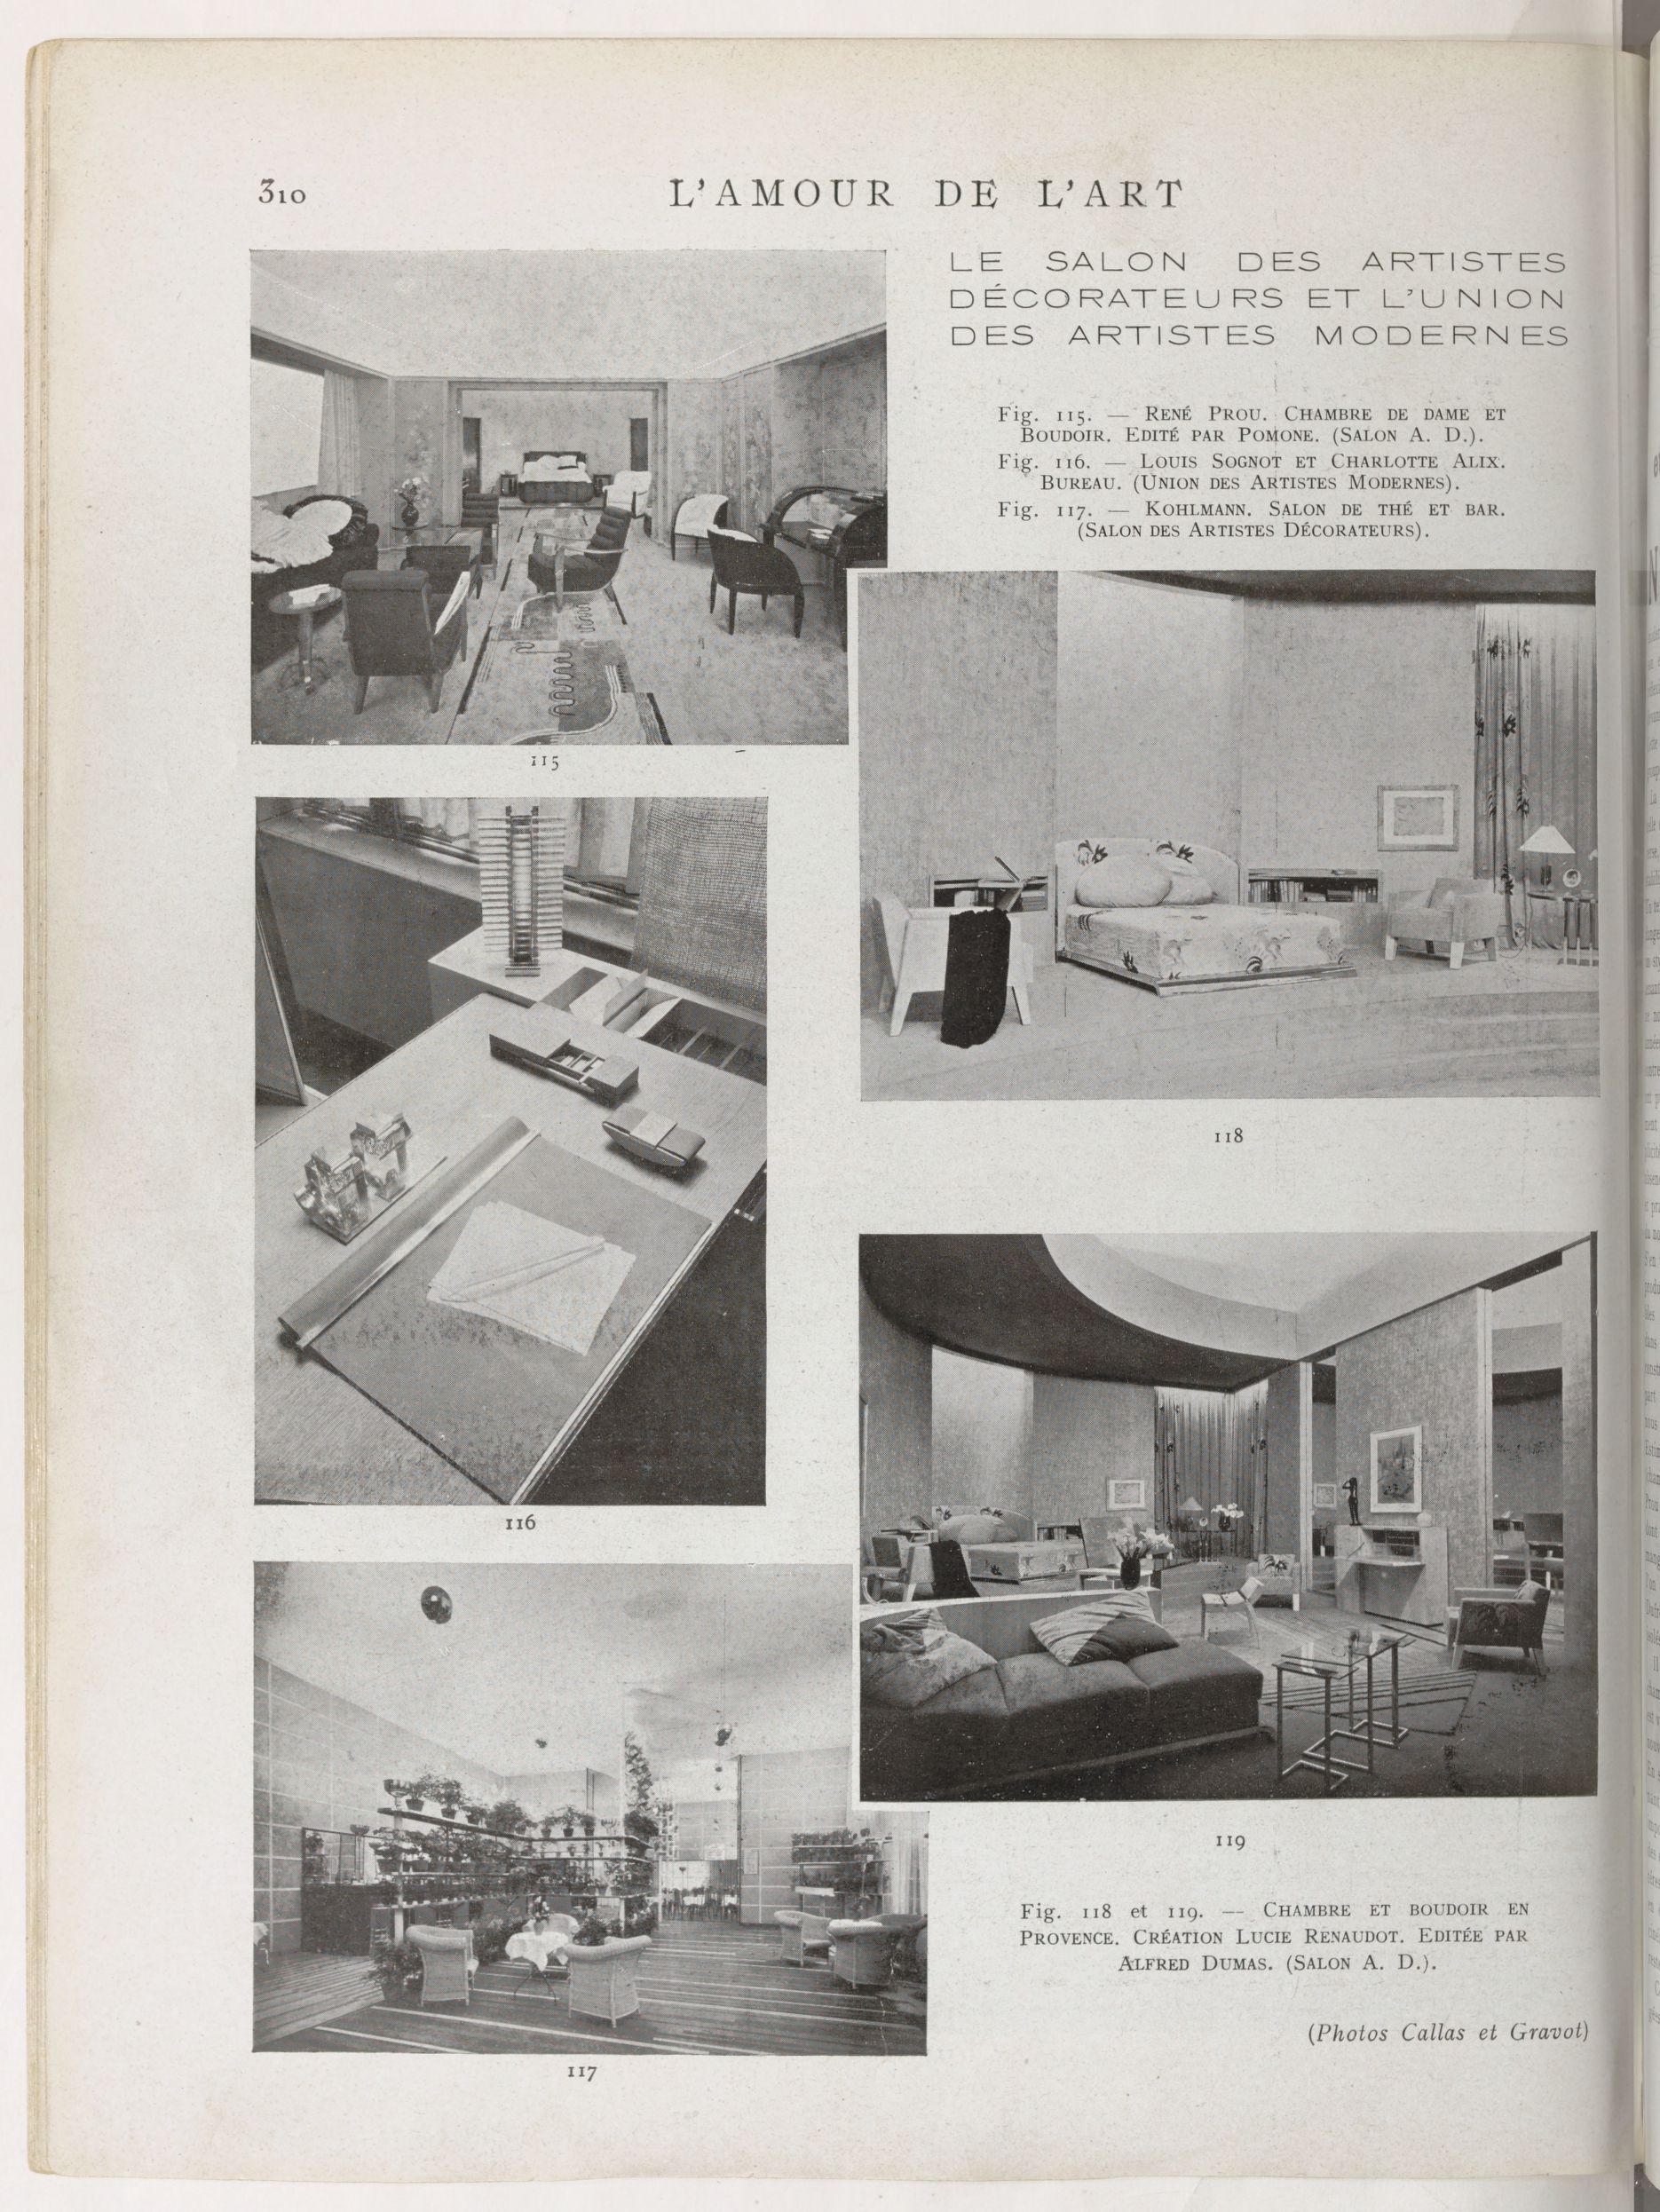 310
L'AMOUR DE L'ART
LE SALON DES ARTISTES
DÉCORATEURS ET L'UNION
DES ARTISTES MODERNES
Fig. 115. — RENÉ PROU. CHAMBRE DE DAME ET
BOUDOIR. EDITÉ PAR POMONE. (SALON A. D.).
Fig. 116. — LOUIS SOGNOT ET CHARLOTTE ALIX.
BUREAU. (UNION DES ARTISTES MODERNES).
Fig. 117. — KOHLMANN. SALON DE THÉ ET BAR.
(SALON DES ARTISTES DÉCORATEURS).
115
118
116
119
Fig. 118 et 119. — CHAMBRE ET BOUDOIR EN
PROVENCE. CRÉATION LUCIE RENAUDOT. EDITÉE PAR
ALFRED DUMAS. (SALON A. D.).
(Photos Callas et Gravot)
117